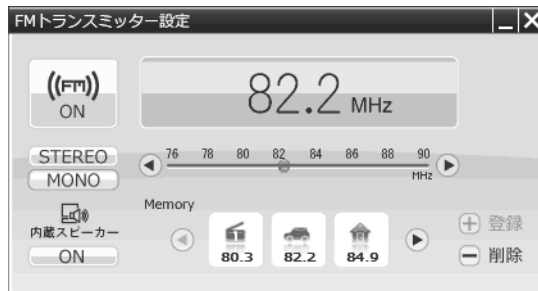 FMトランスミッター設定
((FM))
ON
82.2 MHz
STEREO
MONO
76 78 80 82 84 86 88 90
MHz
Memory
内蔵スピーカー
ON
80.3 82.2 84.9
登録
削除